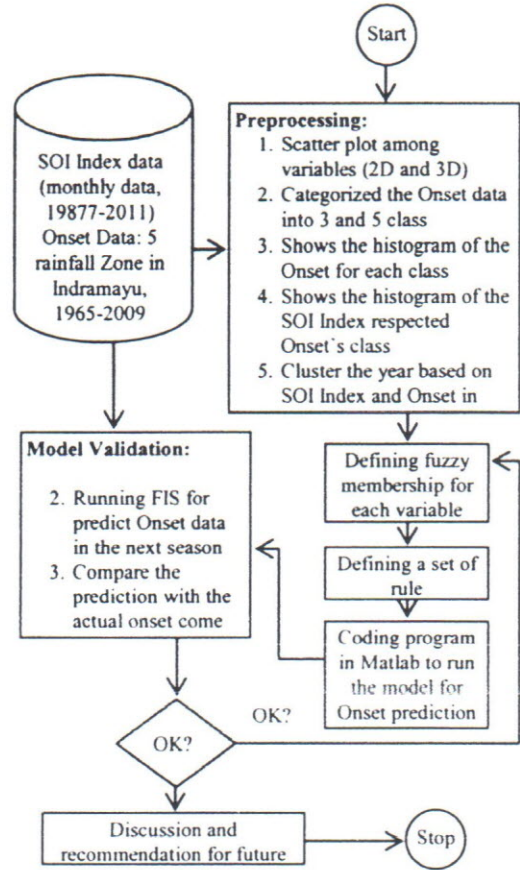 Start
SOI Index data
(monthly data,
19877-2011)
Onset Data: 5
rainfall Zone in
Indramayu,
1965-2009
Preprocessing:
1. Scatter plot among
variables (2D and 3D)
2. Categorized the Onset data
into 3 and 5 class
3. Shows the histogram of the
Onset for each class
4. Shows the histogram of the
SOI Index respected
Onset`s class
5. Cluster the year based on
SOI Index and Onset in
Model Validation:
2. Running FIS for
predict Onset data
in the next season
3. Compare the
prediction with the
actual onset come
Defining fuzzy
membership for
each variable
Defining a set of
rule
Coding program
in Matlab to run
the model for
Onset prediction
OK?
OK?
Discussion and
recommendation for future
Stop